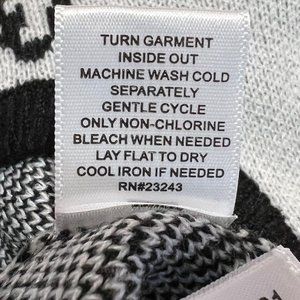 TURN GARMENT
INSIDE OUT
MACHINE WASH COLD
SEPARATELY
GENTLE CYCLE
ONLY NON-CHLORINE
BLEACH WHEN NEEDED
LAY FLAT TO DRY
COOL IRON IF NEEDED
RN#23243